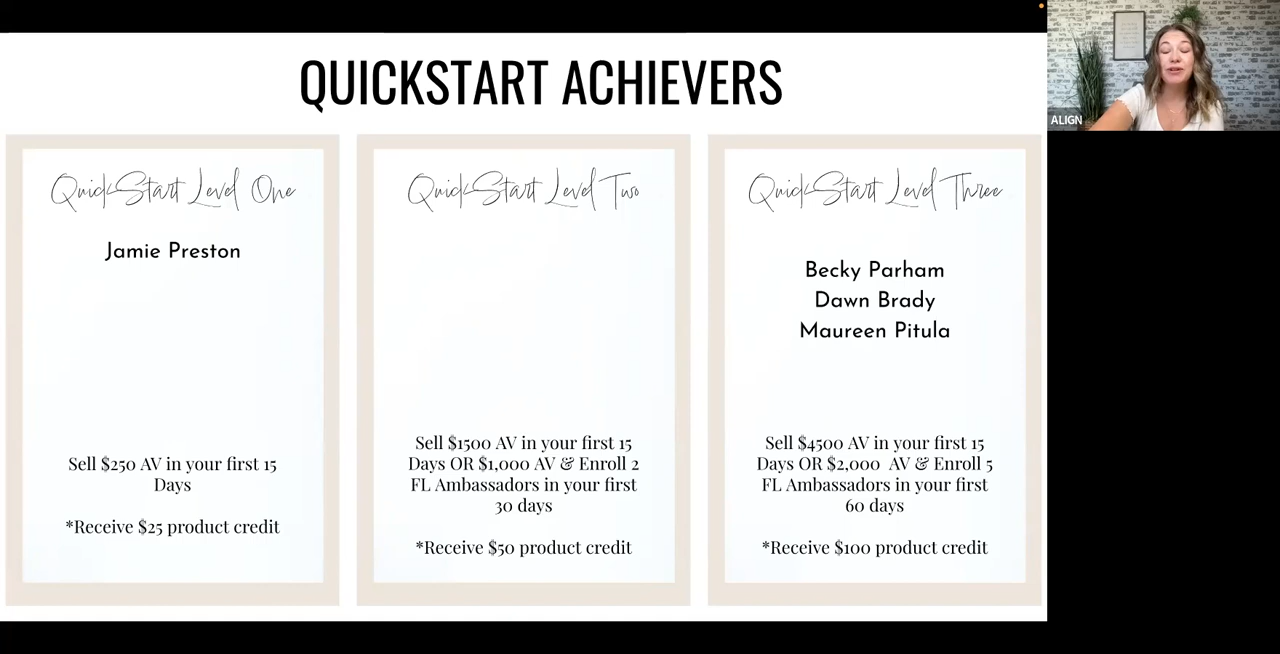 QUICKSTART ACHIEVERS
ALIGN
QuickStart Level One
Jamie Preston
Sell $250 AV in your first 15
Days
*Receive $25 product credit
QuickStart Level Two
Sell $1500 AV in your first 15
Days OR $1,000 AV & Enroll 2
FL Ambassadors in your first
30 days
*Receive $50 product credit
QuickStart Level Three
Becky Parham
Dawn Brady
Maureen Pitula
Sell $4500 AV in your first 15
Days OR $2,000 AV & Enroll 5
FL Ambassadors in your first
60 days
*Receive $100 product credit